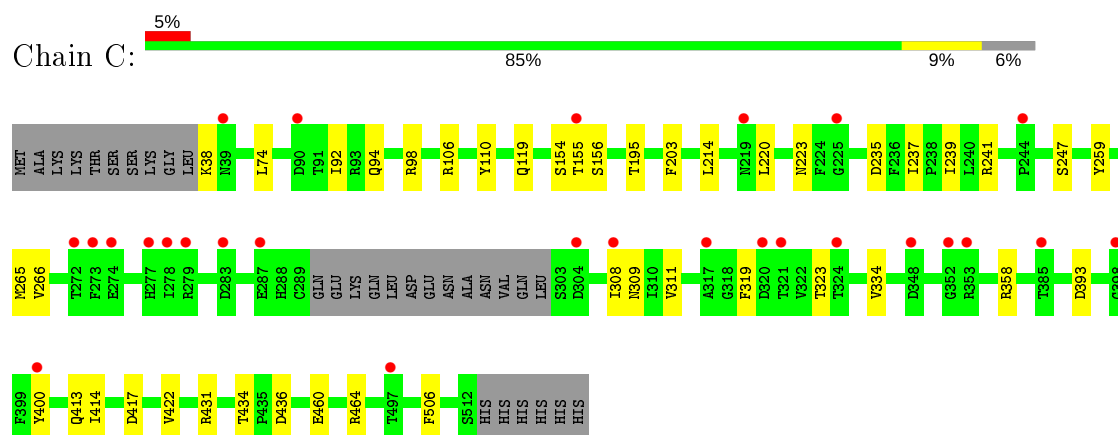 5%
Chain C:
85% 9% 6%
MET ALA LYS LYS THR SER SER LYS GLY LEU K38 N39 L74 D90 T91 I92 R93 Q94 R98 R106 Y110 Q119 S154 T155 S156 T195 F203 L214 N219 L220 N223 F224 G225 D235 F236 I237 P238 I239 L240 R241 P244 S247 Y259
M265 V266 T272 F273 E274 H277 I278 R279 D283 E287 H288 C289 GLN GLU LYS GLN LEU ASP GLU ASN ALA ASN VAL GLN LEU S303 D304 I308 N309 I310 V311 A317 G318 F319 D320 T321 V322 T323 T324 V334 D348 G352 R353 R358 T385 D393 G398
F399 Y400 Q413 I414 D417 V422 R431 T434 P435 D436 E460 R464 T497 F506 S512 HIS HIS HIS HIS HIS HIS